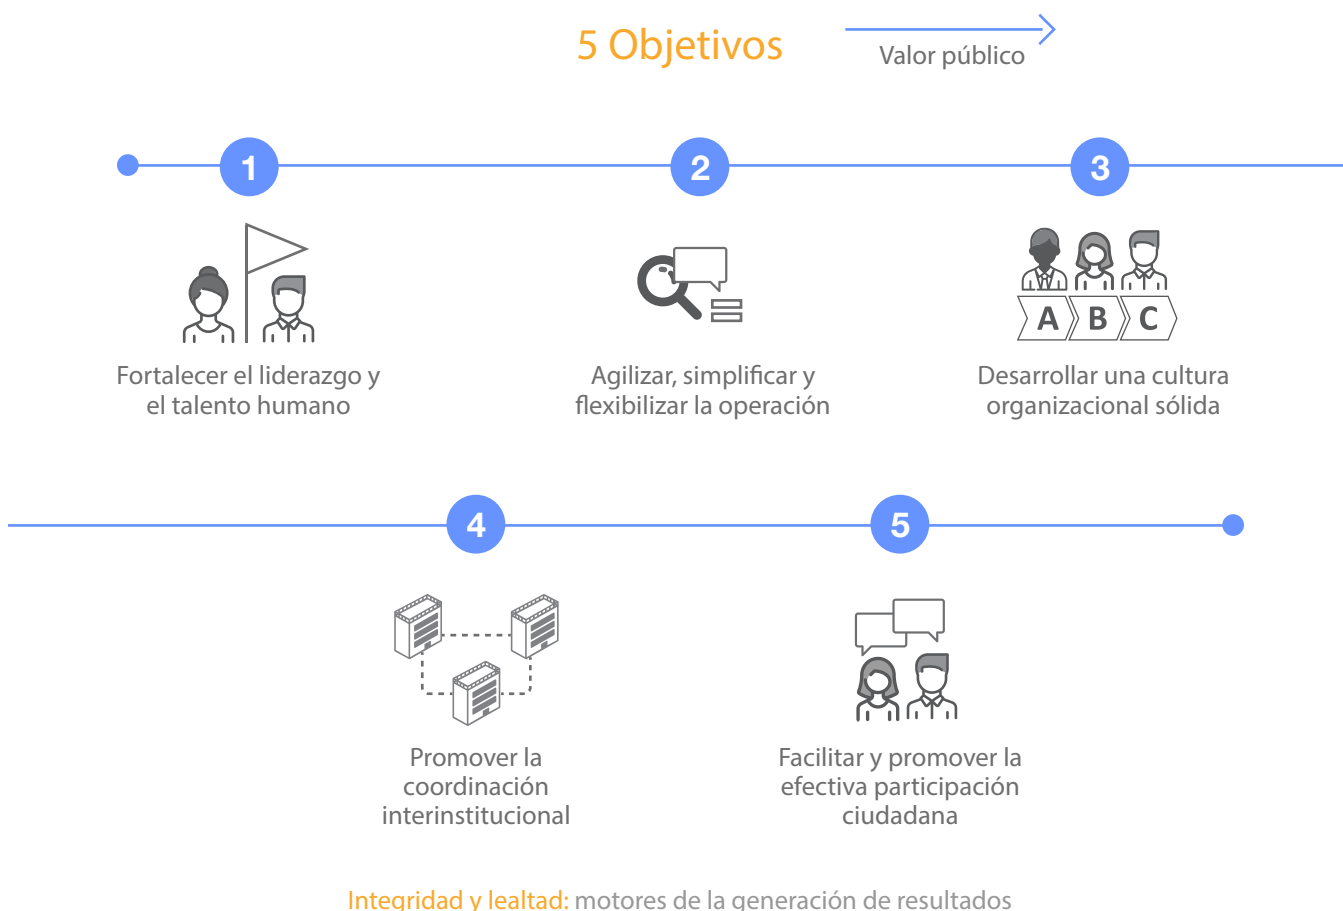 5 Objetivos
Valor público
1
2
3
A
B
C
Fortalecer el liderazgo y
el talento humano
Agilizar, simplificar y
flexibilizar la operación
Desarrollar una cultura
organizacional sólida
4
5
Promover la
coordinación
interinstitucional
Facilitar y promover la
efectiva participación
ciudadana
Integridad y lealtad: motores de la generación de resultados